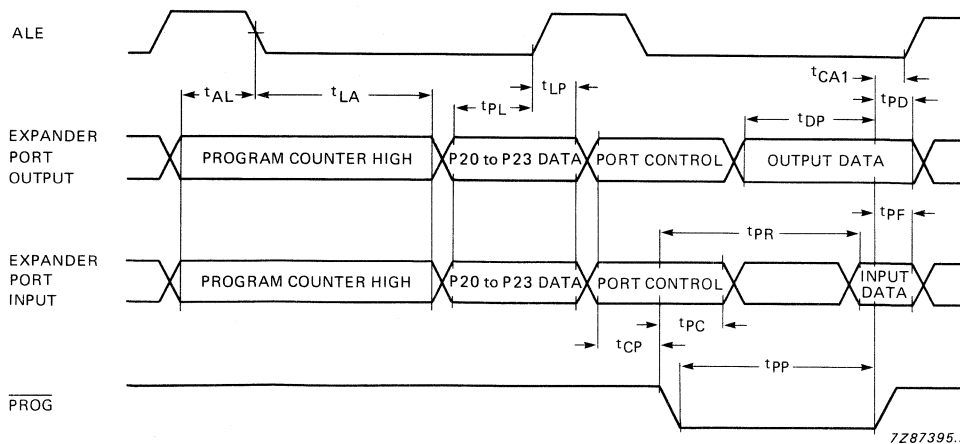 ALE
tCA1
tAL
tLA
tPL
tLP
tPD
tDP
EXPANDER
PORT
OUTPUT
PROGRAM COUNTER HIGH
P20 to P23 DATA
PORT CONTROL
OUTPUT DATA
tPR
tPF
EXPANDER
PORT
INPUT
PROGRAM COUNTER HIGH
P20 to P23 DATA
PORT CONTROL
INPUT
DATA
tPC
tCP
tPP
PROG
7Z87395.